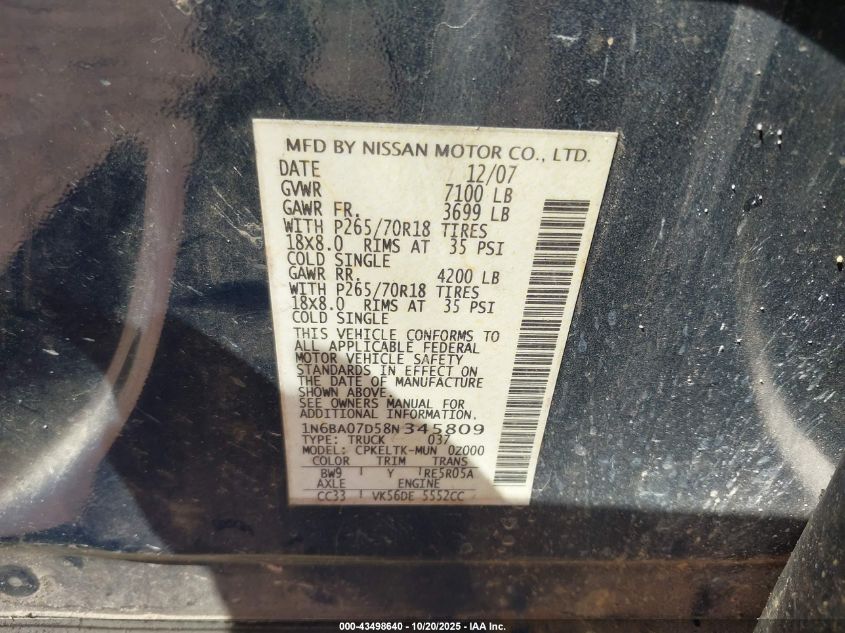 MFD BY NISSAN MOTOR CO., LTD.
DATE 12/07
GVWR 7100 LB
GAWR FR. 3699 LB
WITH P265/70R18 TIRES
18X8.0 RIMS AT 35 PSI
COLD SINGLE
GAWR RR. 4200 LB
WITH P265/70R18 TIRES
18X8.0 RIMS AT 35 PSI
COLD SINGLE
THIS VEHICLE CONFORMS TO
ALL APPLICABLE FEDERAL
MOTOR VEHICLE SAFETY
STANDARDS IN EFFECT ON
THE DATE OF MANUFACTURE
SHOWN ABOVE.
SEE OWNERS MANUAL FOR
ADDITIONAL INFORMATION.
1N6BA07D58N345809
TYPE: TRUCK 037
MODEL: CPKELTK-MUN 02000
COLOR TRIM TRANS
BW9 Y RE5R05A
AXLE ENGINE
CC33 VK56DE 5552CC
000-43498640 - 10/20/2025 - IAA Inc.